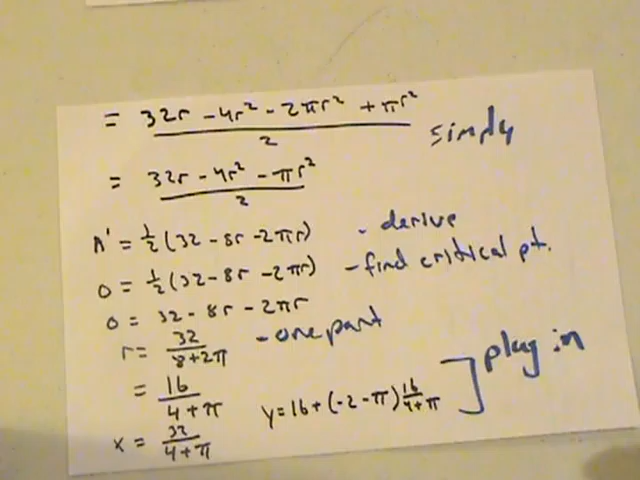 = (32r - 4r² - 2πr² + πr²)/2 simply
= (32r - 4r² - πr²)/2
A' = ½(32 - 8r - 2πr) - derive
0 = ½(32 - 8r - 2πr) - find critical pt.
0 = 32 - 8r - 2πr
r = 32/(8+2π) - one part
= 16/(4+π) y = 16 + (-2 - π) 16/(4+π) ] plug in
x = 32/(4+π)